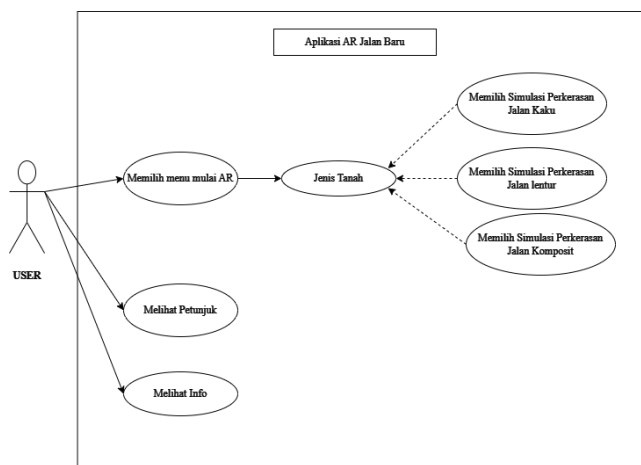 Aplikasi AR Jalan Baru
Memilih Simulasi Perkerasan
Jalan Kaku
Memilih menu mulai AR
Jenis Tanah
Memilih Simulasi Perkerasan
Jalan lentur
Memilih Simulasi Perkerasan
Jalan Komposit
USER
Melihat Petunjuk
Melihat Info